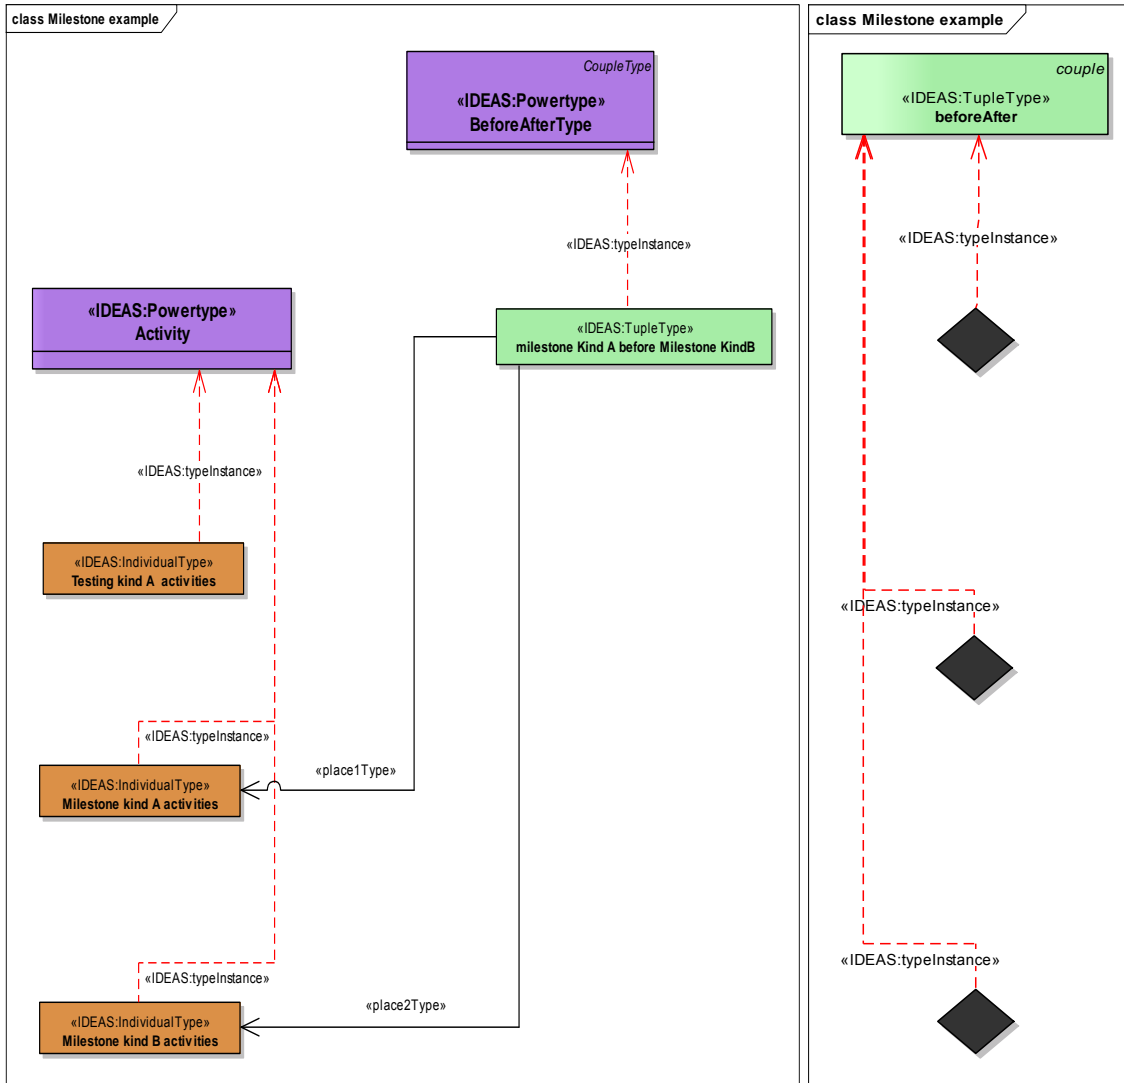 class Milestone example
CoupleType
«IDEAS:Powertype»
BeforeAfterType
«IDEAS:typeInstance»
«IDEAS:Powertype»
Activity
«IDEAS:TupleType»
milestone Kind A before Milestone KindB
«IDEAS:typeInstance»
«IDEAS:IndividualType»
Testing kind A activities
«IDEAS:typeInstance»
«IDEAS:IndividualType»
Milestone kind A activities
«place1Type»
«IDEAS:typeInstance»
«IDEAS:IndividualType»
Milestone kind B activities
«place2Type»
class Milestone example
couple
«IDEAS:TupleType»
beforeAfter
«IDEAS:typeInstance»
«IDEAS:typeInstance»
«IDEAS:typeInstance»